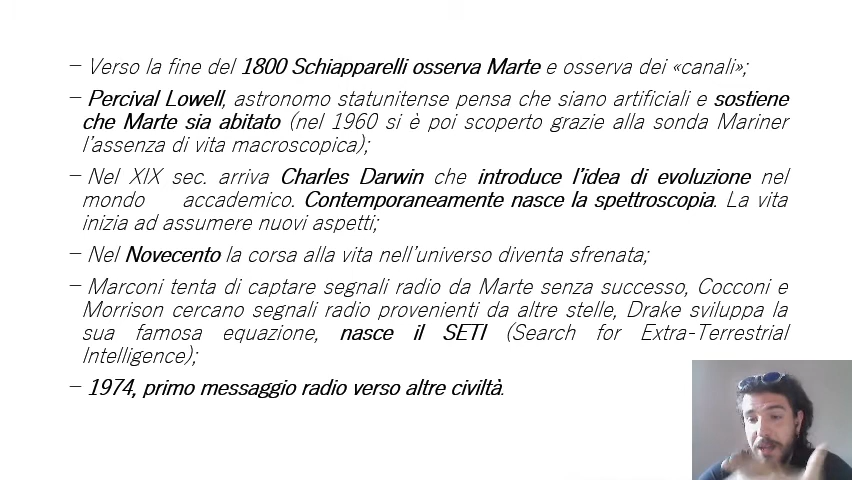 – Verso la fine del 1800 Schiapparelli osserva Marte e osserva dei «canali»;
– Percival Lowell, astronomo statunitense pensa che siano artificiali e sostiene
che Marte sia abitato (nel 1960 si è poi scoperto grazie alla sonda Mariner
l'assenza di vita macroscopica);
– Nel XIX sec. arriva Charles Darwin che introduce l'idea di evoluzione nel
mondo accademico. Contemporaneamente nasce la spettroscopia. La vita
inizia ad assumere nuovi aspetti;
– Nel Novecento la corsa alla vita nell'universo diventa sfrenata;
– Marconi tenta di captare segnali radio da Marte senza successo, Cocconi e
Morrison cercano segnali radio provenienti da altre stelle, Drake sviluppa la
sua famosa equazione, nasce il SETI (Search for Extra-Terrestrial
Intelligence);
– 1974, primo messaggio radio verso altre civiltà.